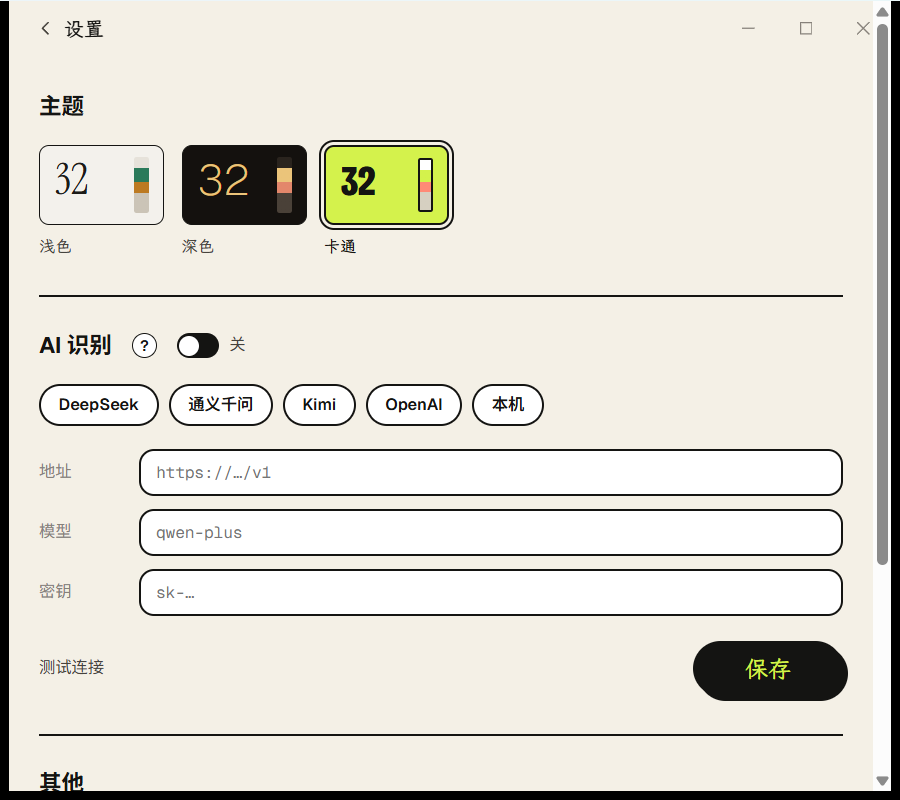 设置
主题
32 32 32
浅色 深色 卡通
AI 识别 ? 关
DeepSeek 通义千问 Kimi OpenAI 本机
地址 https://…/v1
模型 qwen-plus
密钥 sk-…
测试连接 保存
其他